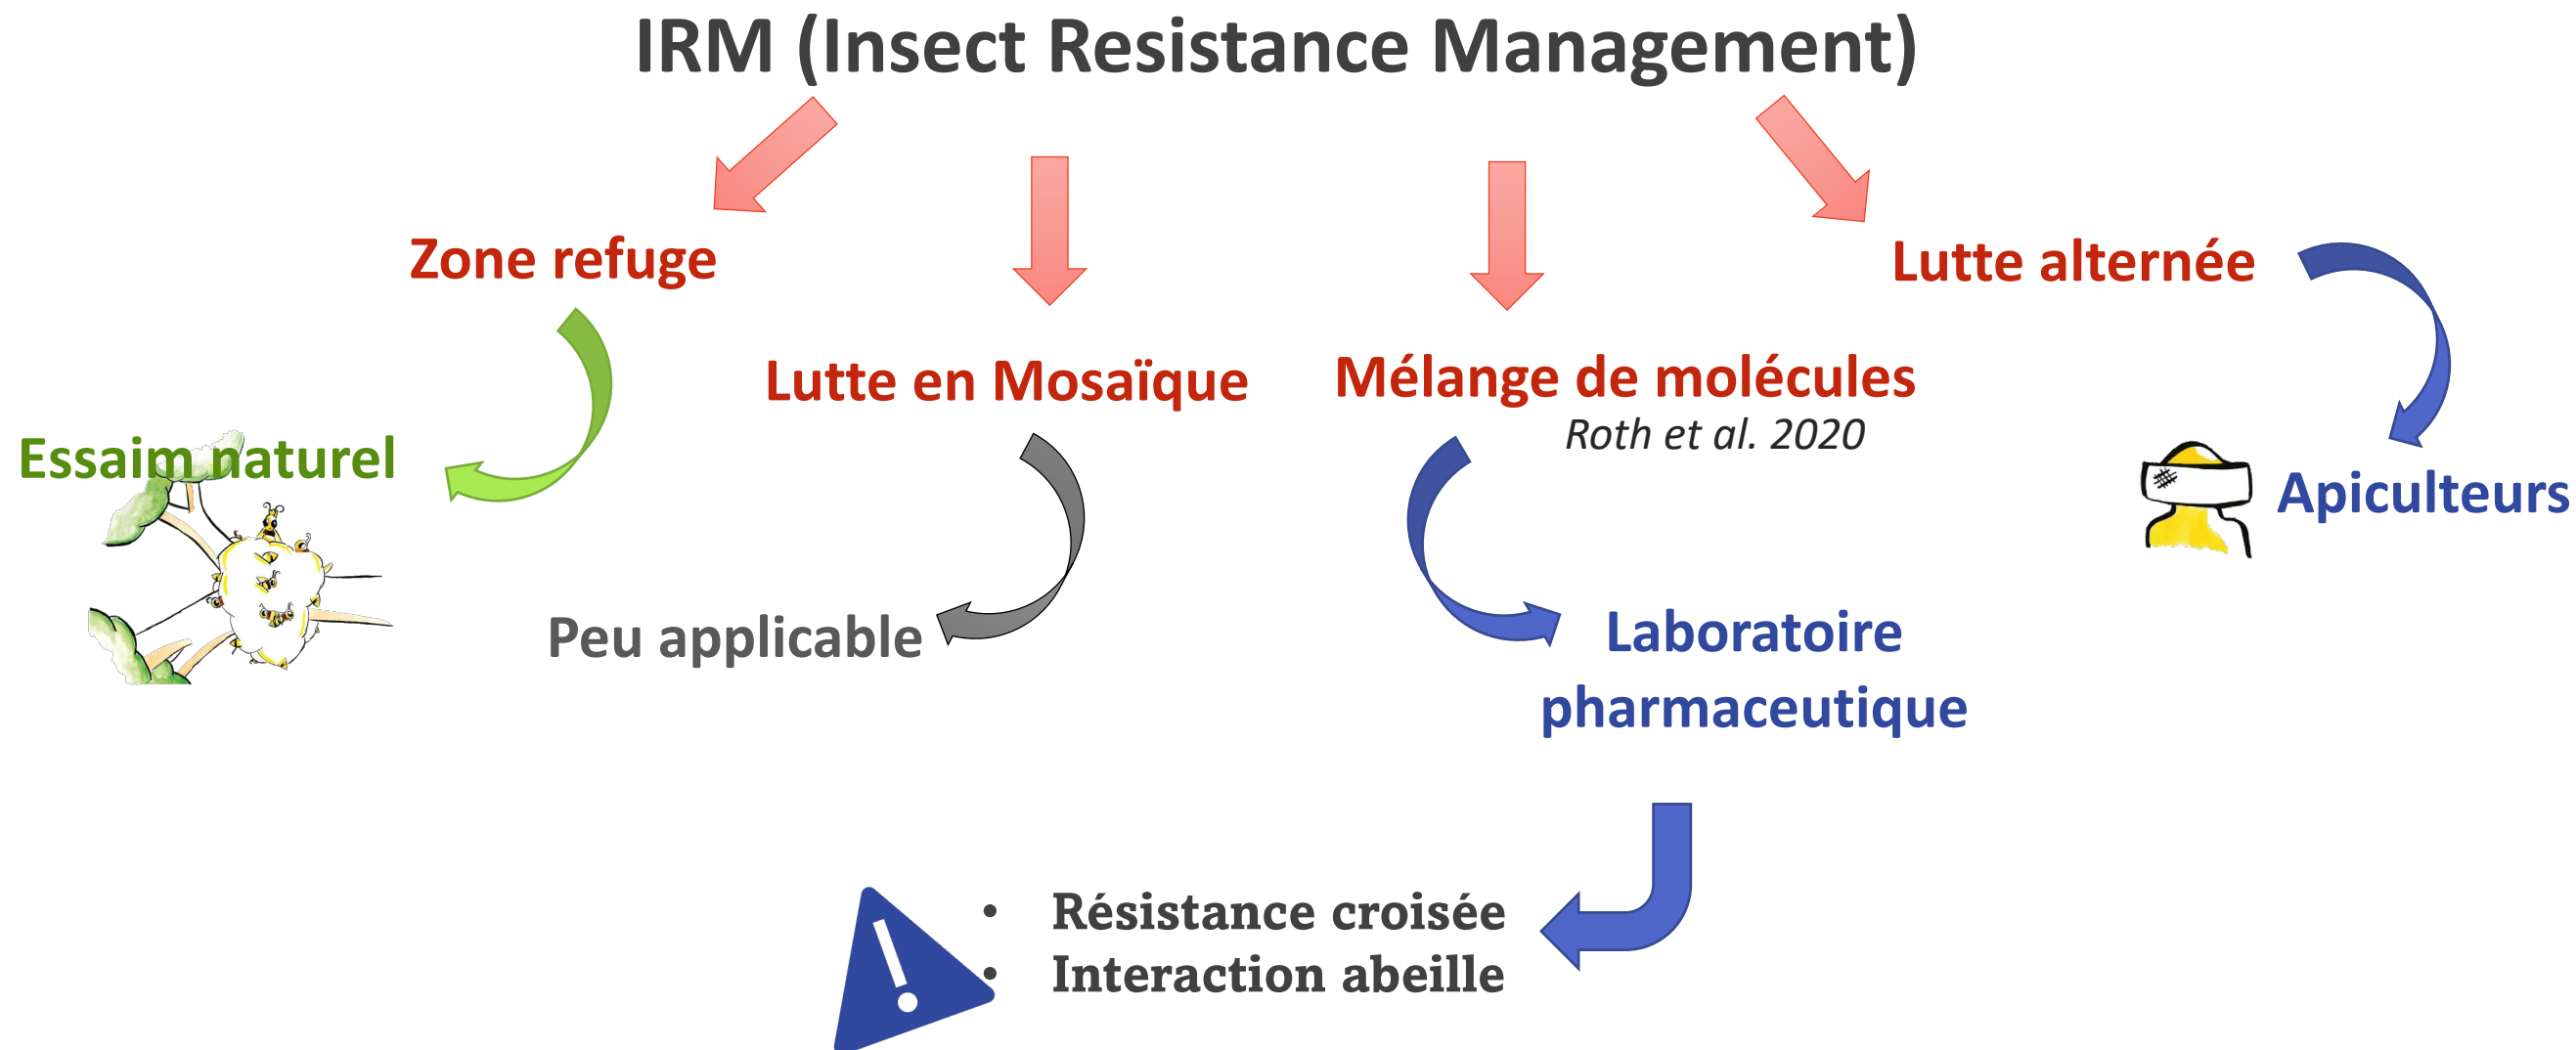 IRM (Insect Resistance Management)
Zone refuge
Lutte alternée
Lutte en Mosaïque
Mélange de molécules
Roth et al. 2020
Essaim naturel
Apiculteurs
Peu applicable
Laboratoire
pharmaceutique
• Résistance croisée
• Interaction abeille